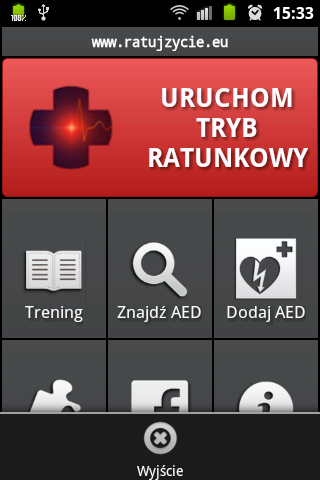 100% 15:33
www.ratujzycie.eu
URUCHOM
TRYB
RATUNKOWY
Trening Znajdź AED Dodaj AED
Wyjście